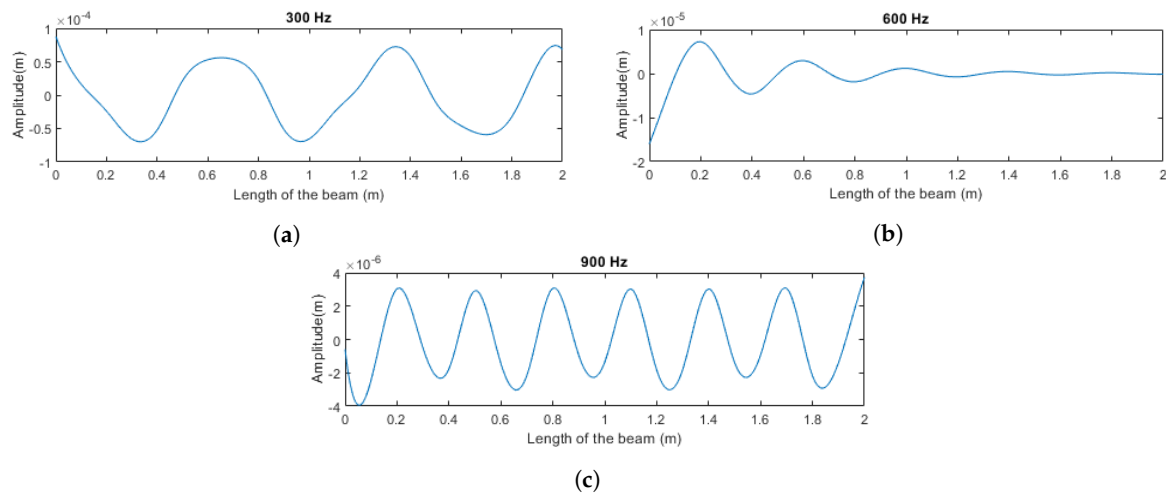 ×10⁻⁴
300 Hz
(a)
Amplitude(m)
1
0.5
0
-0.5
-1
0 0.2 0.4 0.6 0.8 1 1.2 1.4 1.6 1.8 2
Length of the beam (m)
(a)
×10⁻⁵
600 Hz
(b)
Amplitude(m)
1
0
-1
-2
0 0.2 0.4 0.6 0.8 1 1.2 1.4 1.6 1.8 2
Length of the beam (m)
(b)
×10⁻⁶
900 Hz
Amplitude(m)
4
2
0
-2
-4
0 0.2 0.4 0.6 0.8 1 1.2 1.4 1.6 1.8 2
Length of the beam (m)
(c)